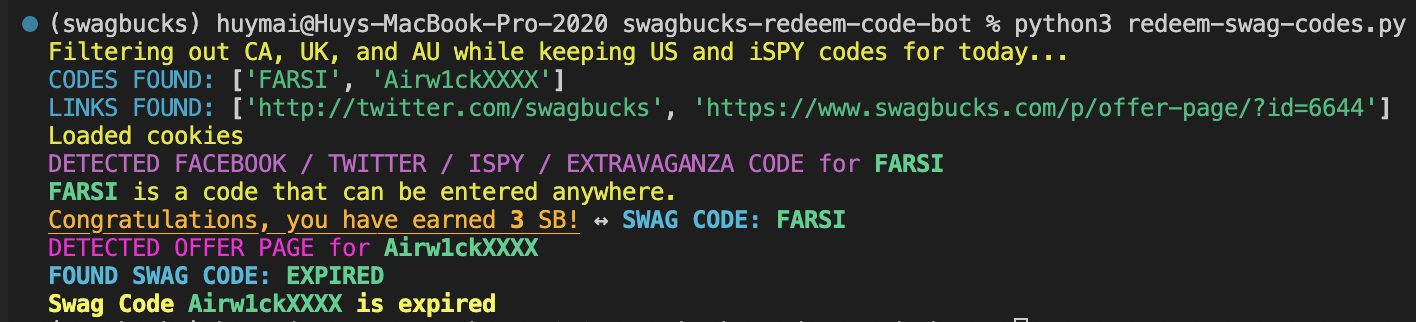 (swagbucks) huymai@Huys-MacBook-Pro-2020 swagbucks-redeem-code-bot % python3 redeem-swag-codes.py
Filtering out CA, UK, and AU while keeping US and iSPY codes for today...
CODES FOUND: ['FARSI', 'Airw1ckXXXX']
LINKS FOUND: ['http://twitter.com/swagbucks', 'https://www.swagbucks.com/p/offer-page/?id=6644']
Loaded cookies
DETECTED FACEBOOK / TWITTER / ISPY / EXTRAVAGANZA CODE for FARSI
FARSI is a code that can be entered anywhere.
Congratulations, you have earned 3 SB! ↔ SWAG CODE: FARSI
DETECTED OFFER PAGE for Airw1ckXXXX
FOUND SWAG CODE: EXPIRED
Swag Code Airw1ckXXXX is expired